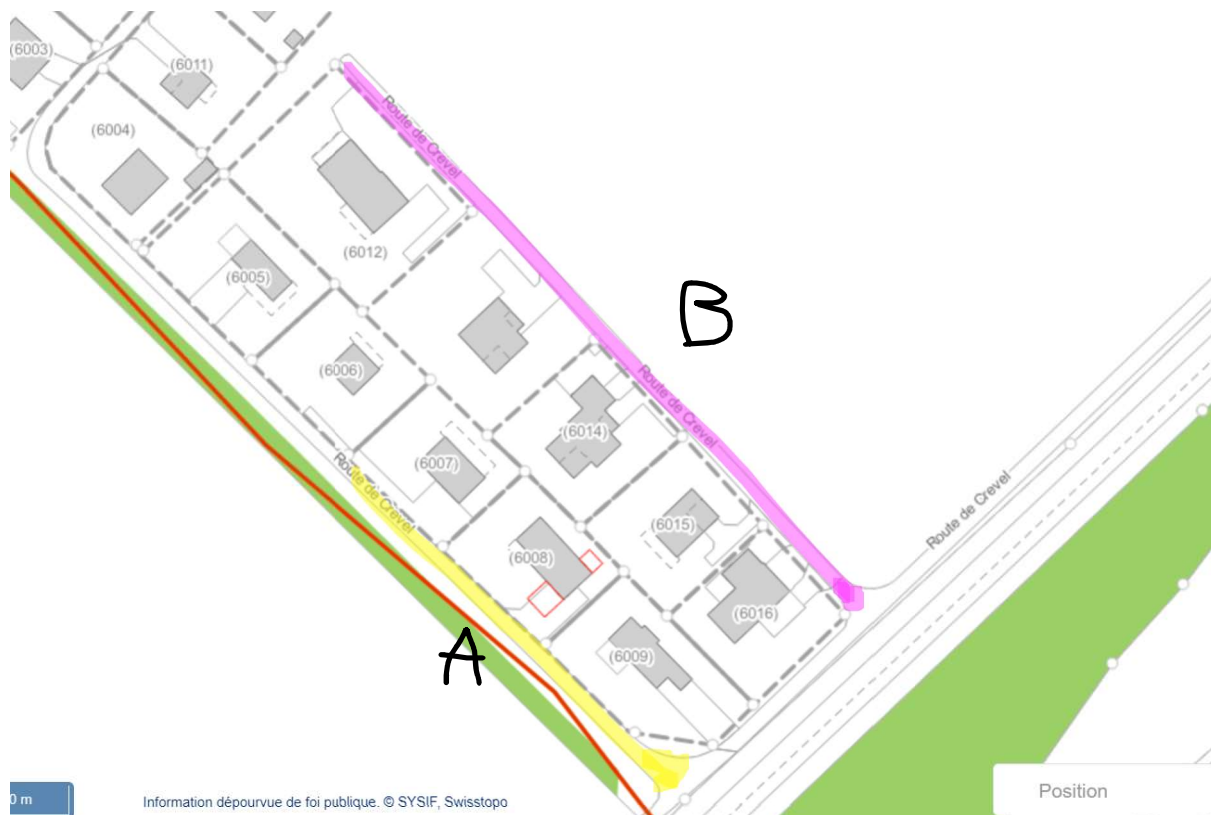 (6003)
(6011)
(6004)
Route de Crevel
(6012)
(6005)
B
(6006)
Route de Crevel
(6014)
(6007)
Route de Crevel
Route de Crevel
(6015)
(6008)
(6016)
A
(6009)
0 m
Information dépourvue de foi publique. © SYSIF, Swisstopo
Position